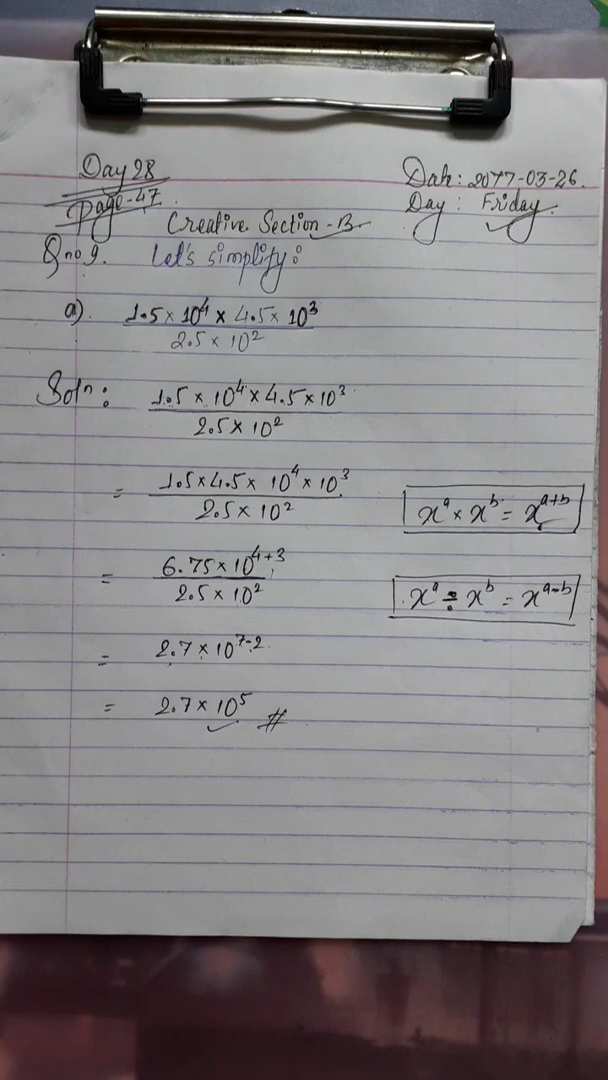 Day 28
Date: 2077-03-26.
Page-47
Day: Friday
Creative Section-B
Qno9. Let's simplify:
a). 1.5 × 10⁴ × 4.5 × 10³
2.5 × 10²
Soln: 1.5 × 10⁴ × 4.5 × 10³
2.5 × 10²
= 1.5 × 4.5 × 10⁴ × 10³
2.5 × 10²
xᵃ × xᵇ = xᵃ⁺ᵇ
= 6.75 × 10⁴⁺³
2.5 × 10²
xᵃ ÷ xᵇ = xᵃ⁻ᵇ
= 2.7 × 10⁷⁻²
= 2.7 × 10⁵ #